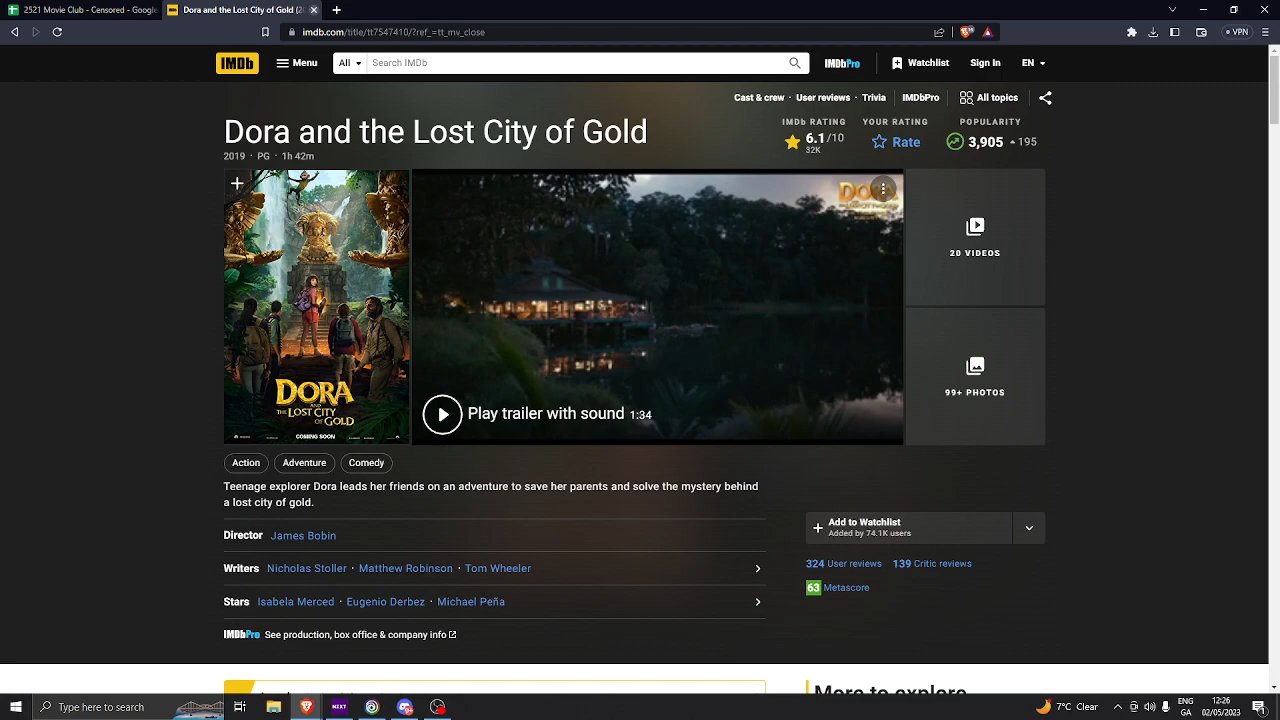 2521 Movie Club - Censored - Google
Dora and the Lost City of Gold (2
imdb.com/title/tt7547410/?ref_=tt_mv_close
VPN
IMDb
Menu
All
Search IMDb
IMDbPro
Watchlist
Sign In
EN
Cast & crew · User reviews · Trivia
IMDbPro
All topics
Dora and the Lost City of Gold
2019 · PG · 1h 42m
IMDb RATING
YOUR RATING
POPULARITY
6.1/10
32K
Rate
3,905
195
DORA
AND
THE LOST CITY
OF GOLD
COMING SOON
DORA
Play trailer with sound 1:34
20 VIDEOS
99+ PHOTOS
Action
Adventure
Comedy
Teenage explorer Dora leads her friends on an adventure to save her parents and solve the mystery behind
a lost city of gold.
Director James Bobin
Writers Nicholas Stoller · Matthew Robinson · Tom Wheeler
Stars Isabela Merced · Eugenio Derbez · Michael Peña
IMDbPro See production, box office & company info
Add to Watchlist
Added by 74.1K users
324 User reviews 139 Critic reviews
63 Metascore
More to explore
Type here to search
NEXT
7°C Clear
ENG
GA
12:26
02/05/2023